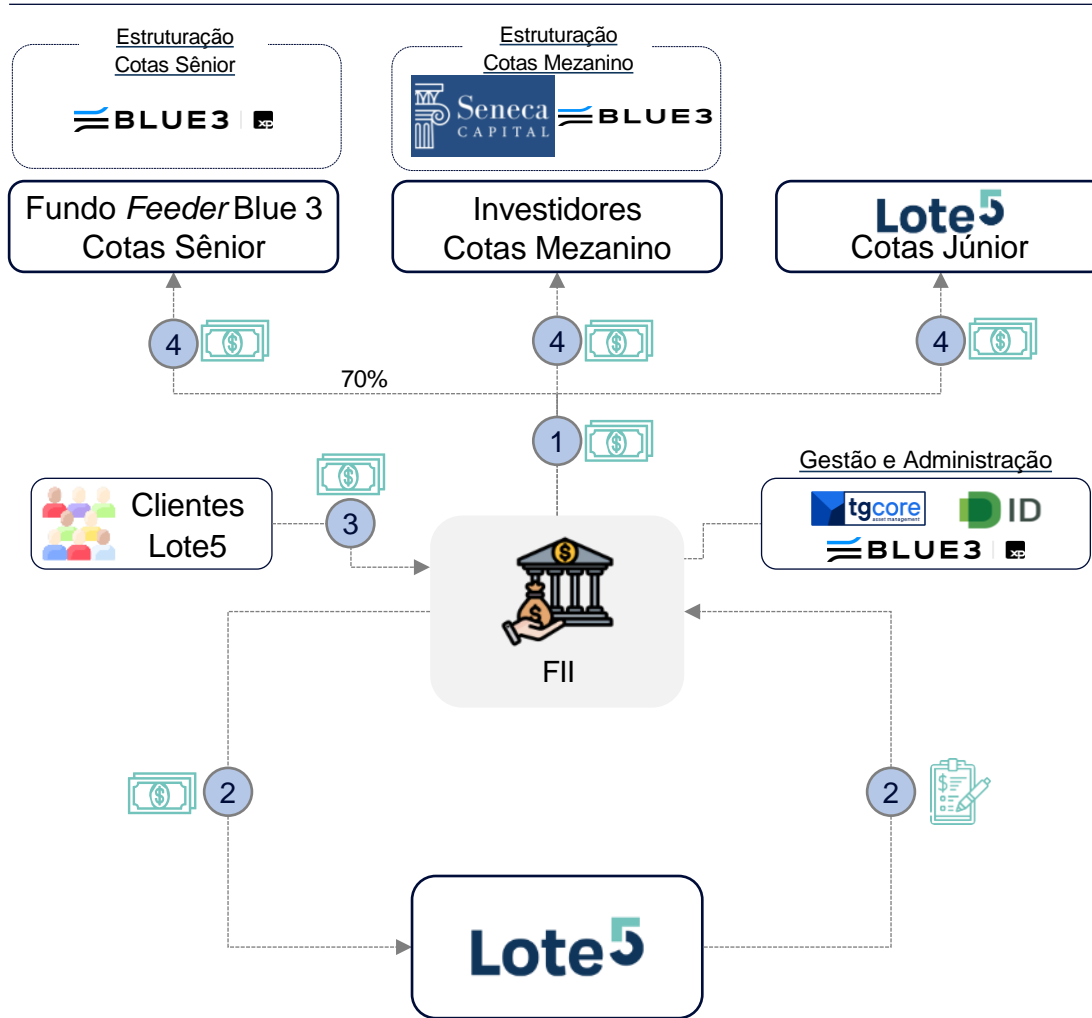 Estruturação
Cotas Sênior
BLUE3 xp
Estruturação
Cotas Mezanino
Seneca
CAPITAL
BLUE3
Fundo Feeder Blue 3
Cotas Sênior
Investidores
Cotas Mezanino
Lote5
Cotas Júnior
4
4
4
70%
1
Clientes
Lote5
3
Gestão e Administração
tgcore
asset management
ID
BLUE3 xp
$
FII
2
2
Lote5